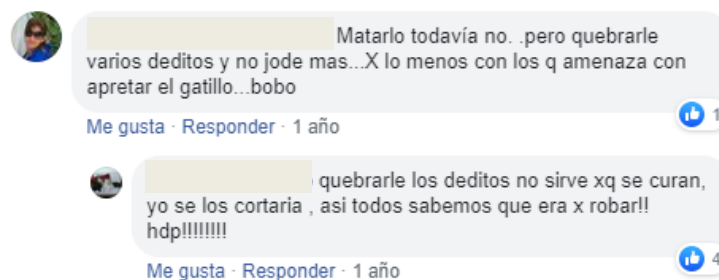 Matarlo todavía no. .pero quebrarle
varios deditos y no jode mas...X lo menos con los q amenaza con
apretar el gatillo...bobo
1
Me gusta · Responder · 1 año
quebrarle los deditos no sirve xq se curan,
yo se los cortaria , asi todos sabemos que era x robar!!
hdp!!!!!!!!
4
Me gusta · Responder · 1 año